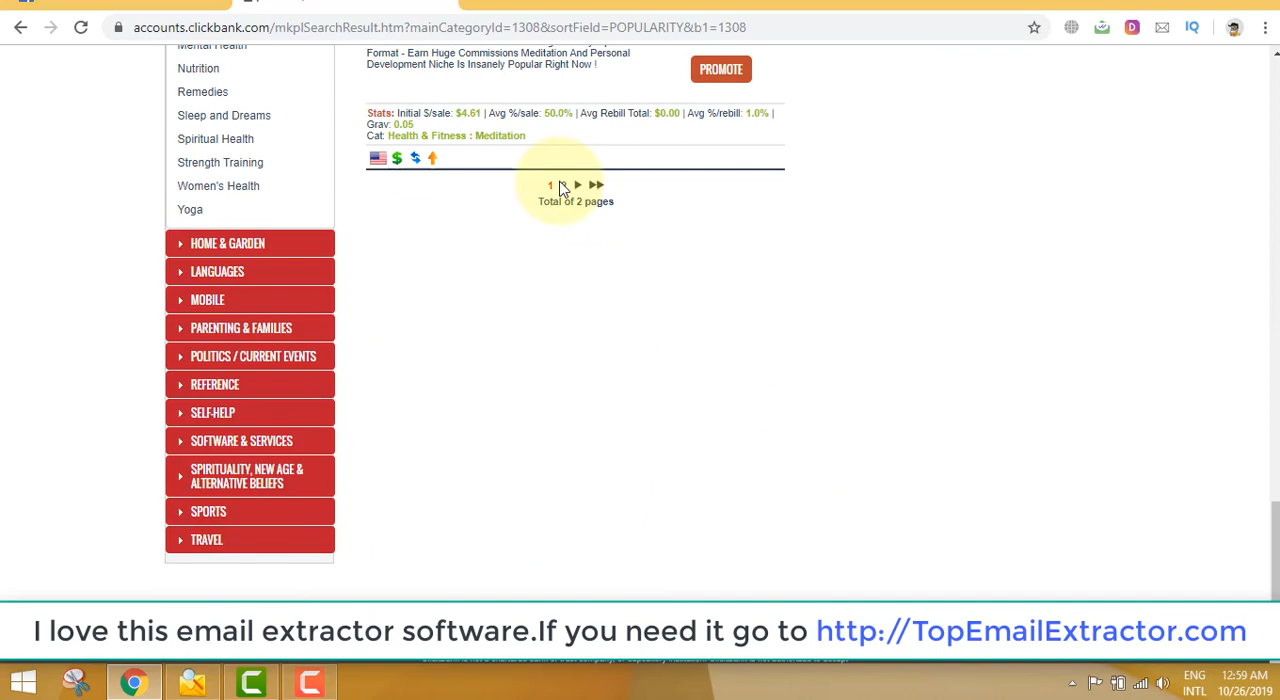 accounts.clickbank.com/mkplSearchResult.htm?mainCategoryId=1308&sortField=POPULARITY&b1=1308
D
IQ
Mental Health
Nutrition
Remedies
Sleep and Dreams
Spiritual Health
Strength Training
Women's Health
Yoga
HOME & GARDEN
LANGUAGES
MOBILE
PARENTING & FAMILIES
POLITICS / CURRENT EVENTS
REFERENCE
SELF-HELP
SOFTWARE & SERVICES
SPIRITUALITY, NEW AGE &
ALTERNATIVE BELIEFS
SPORTS
TRAVEL
Format - Earn Huge Commissions Meditation And Personal
Development Niche Is Insanely Popular Right Now !
PROMOTE
Stats: Initial $/sale: $4.61 | Avg %/sale: 50.0% | Avg Rebill Total: $0.00 | Avg %/rebill: 1.0% |
Grav: 0.05
Cat: Health & Fitness : Meditation
$
1
Total of 2 pages
I love this email extractor software.If you need it go to http://TopEmailExtractor.com
ENG
INTL
12:59 AM
10/26/2019